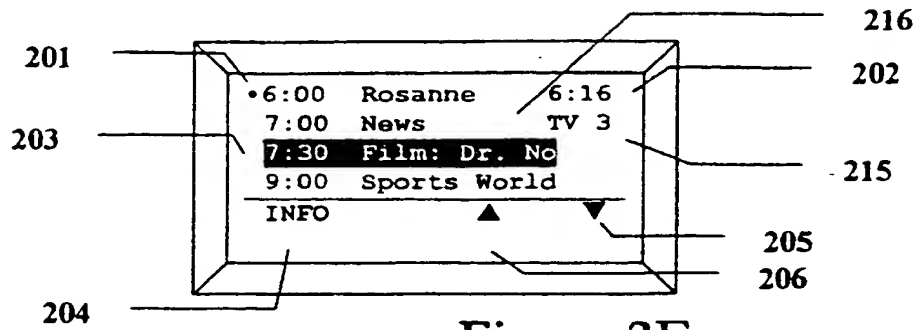 216
201
202
•6:00 Rosanne 6:16
7:00 News TV 3
203
7:30 Film: Dr. No
215
9:00 Sports World
INFO ▲ ▼
205
206
204